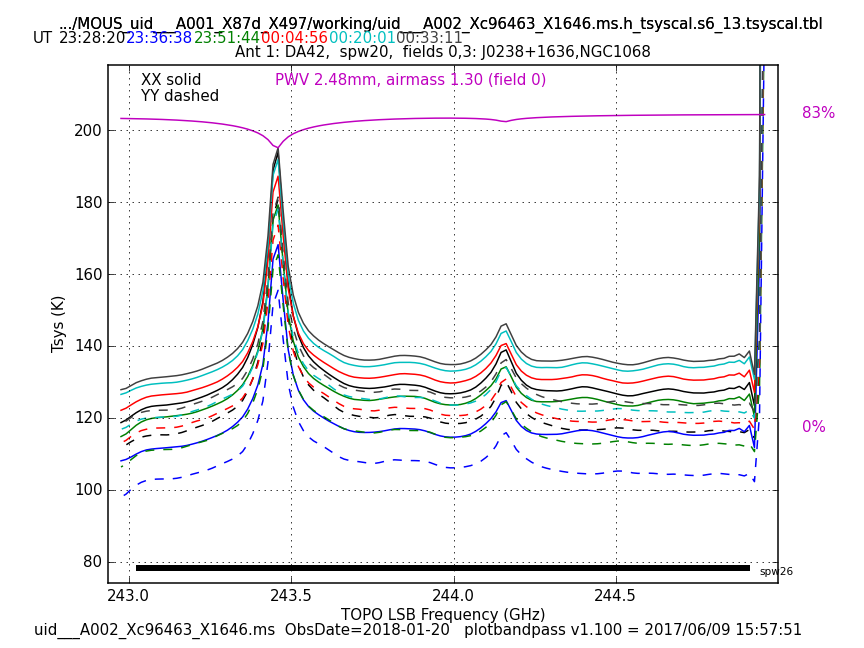 .../MOUS_uid___A001_X87d_X497/working/uid___A002_Xc96463_X1646.ms.h_tsyscal.s6_13.tsyscal.tbl
UT 23:28:20 23:36:38 23:51:44 00:04:56 00:20:01 00:33:11
Ant 1: DA42, spw20, fields 0,3: J0238+1636,NGC1068
XX solid PWV 2.48mm, airmass 1.30 (field 0)
YY dashed
83%
200
180
160
140
120
100
80
Tsys (K)
0%
spw26
243.0 243.5 244.0 244.5
TOPO LSB Frequency (GHz)
uid___A002_Xc96463_X1646.ms ObsDate=2018-01-20 plotbandpass v1.100 = 2017/06/09 15:57:51